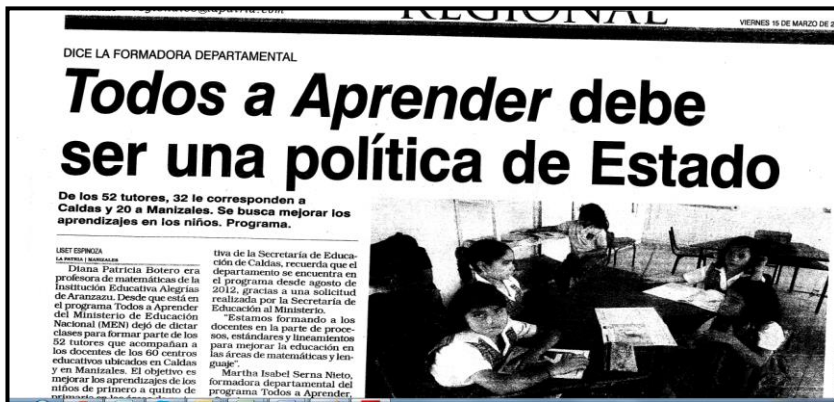 REGIONAL
VIERNES 15 DE MARZO DE 2
DICE LA FORMADORA DEPARTAMENTAL
Todos a Aprender debe
ser una política de Estado
De los 52 tutores, 32 le corresponden a
Caldas y 20 a Manizales. Se busca mejorar los
aprendizajes en los niños. Programa.
LISET ESPINOZA
LA PATRIA | MANIZALES
Diana Patricia Botero era
profesora de matemáticas de la
Institución Educativa Alegrías
de Aranzazu. Desde que está en
el programa Todos a Aprender
del Ministerio de Educación
Nacional (MEN) dejó de dictar
clases para formar parte de los
52 tutores que acompañan a
los docentes de los 60 centros
educativos ubicados en Caldas
y en Manizales. El objetivo es
mejorar los aprendizajes de los
niños de primero a quinto de
tiva de la Secretaría de Educa-
ción de Caldas, recuerda que el
departamento se encuentra en
el programa desde agosto de
2012, gracias a una solicitud
realizada por la Secretaría de
Educación al Ministerio.
"Estamos formando a los
docentes en la parte de proce-
sos, estándares y lineamientos
para mejorar la educación en
las áreas de matemáticas y len-
guaje".
Martha Isabel Serna Nieto,
formadora departamental del
programa Todos a Aprender,